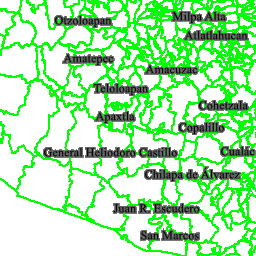 Otzoloapan
Milpa Alta
Atlatlahucan
Amatepec
Amacuzac
Teloloapan
Cohetzala
Apaxtla
Copalillo
General Heliodoro Castillo
Cualác
Chilapa de Álvarez
Juan R. Escudero
San Marcos